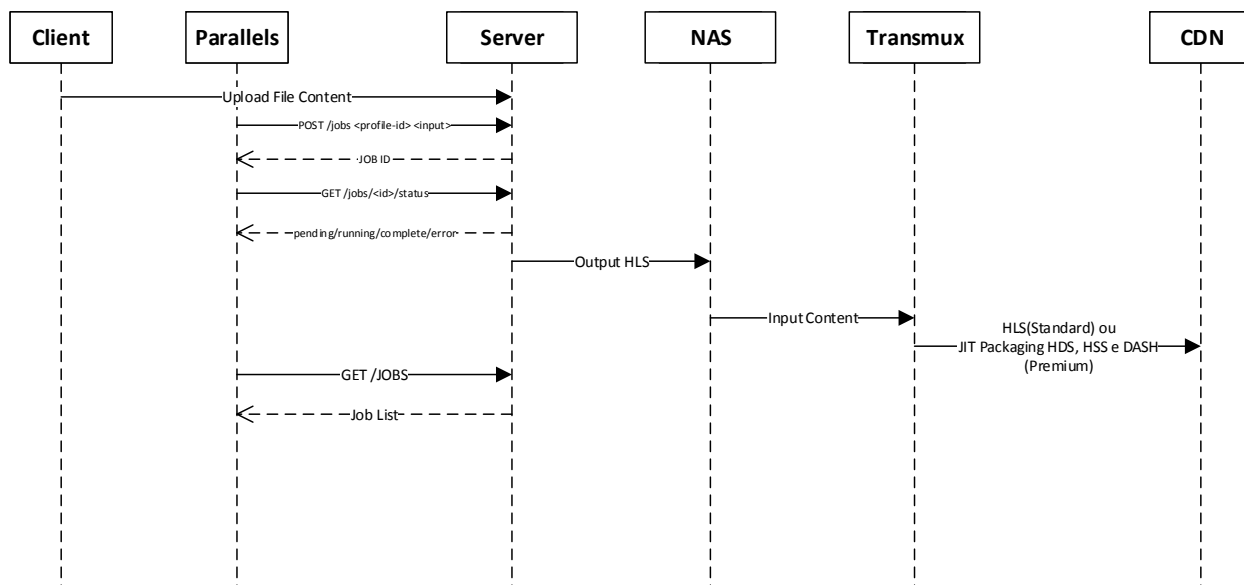 Client
Parallels
Server
NAS
Transmux
CDN
Upload File Content
POST /jobs <profile-id> <input>
JOB ID
GET /jobs/<id>/status
pending/running/complete/error
Output HLS
Input Content
HLS(Standard) ou
JIT Packaging HDS, HSS e DASH
(Premium)
GET /JOBS
Job List